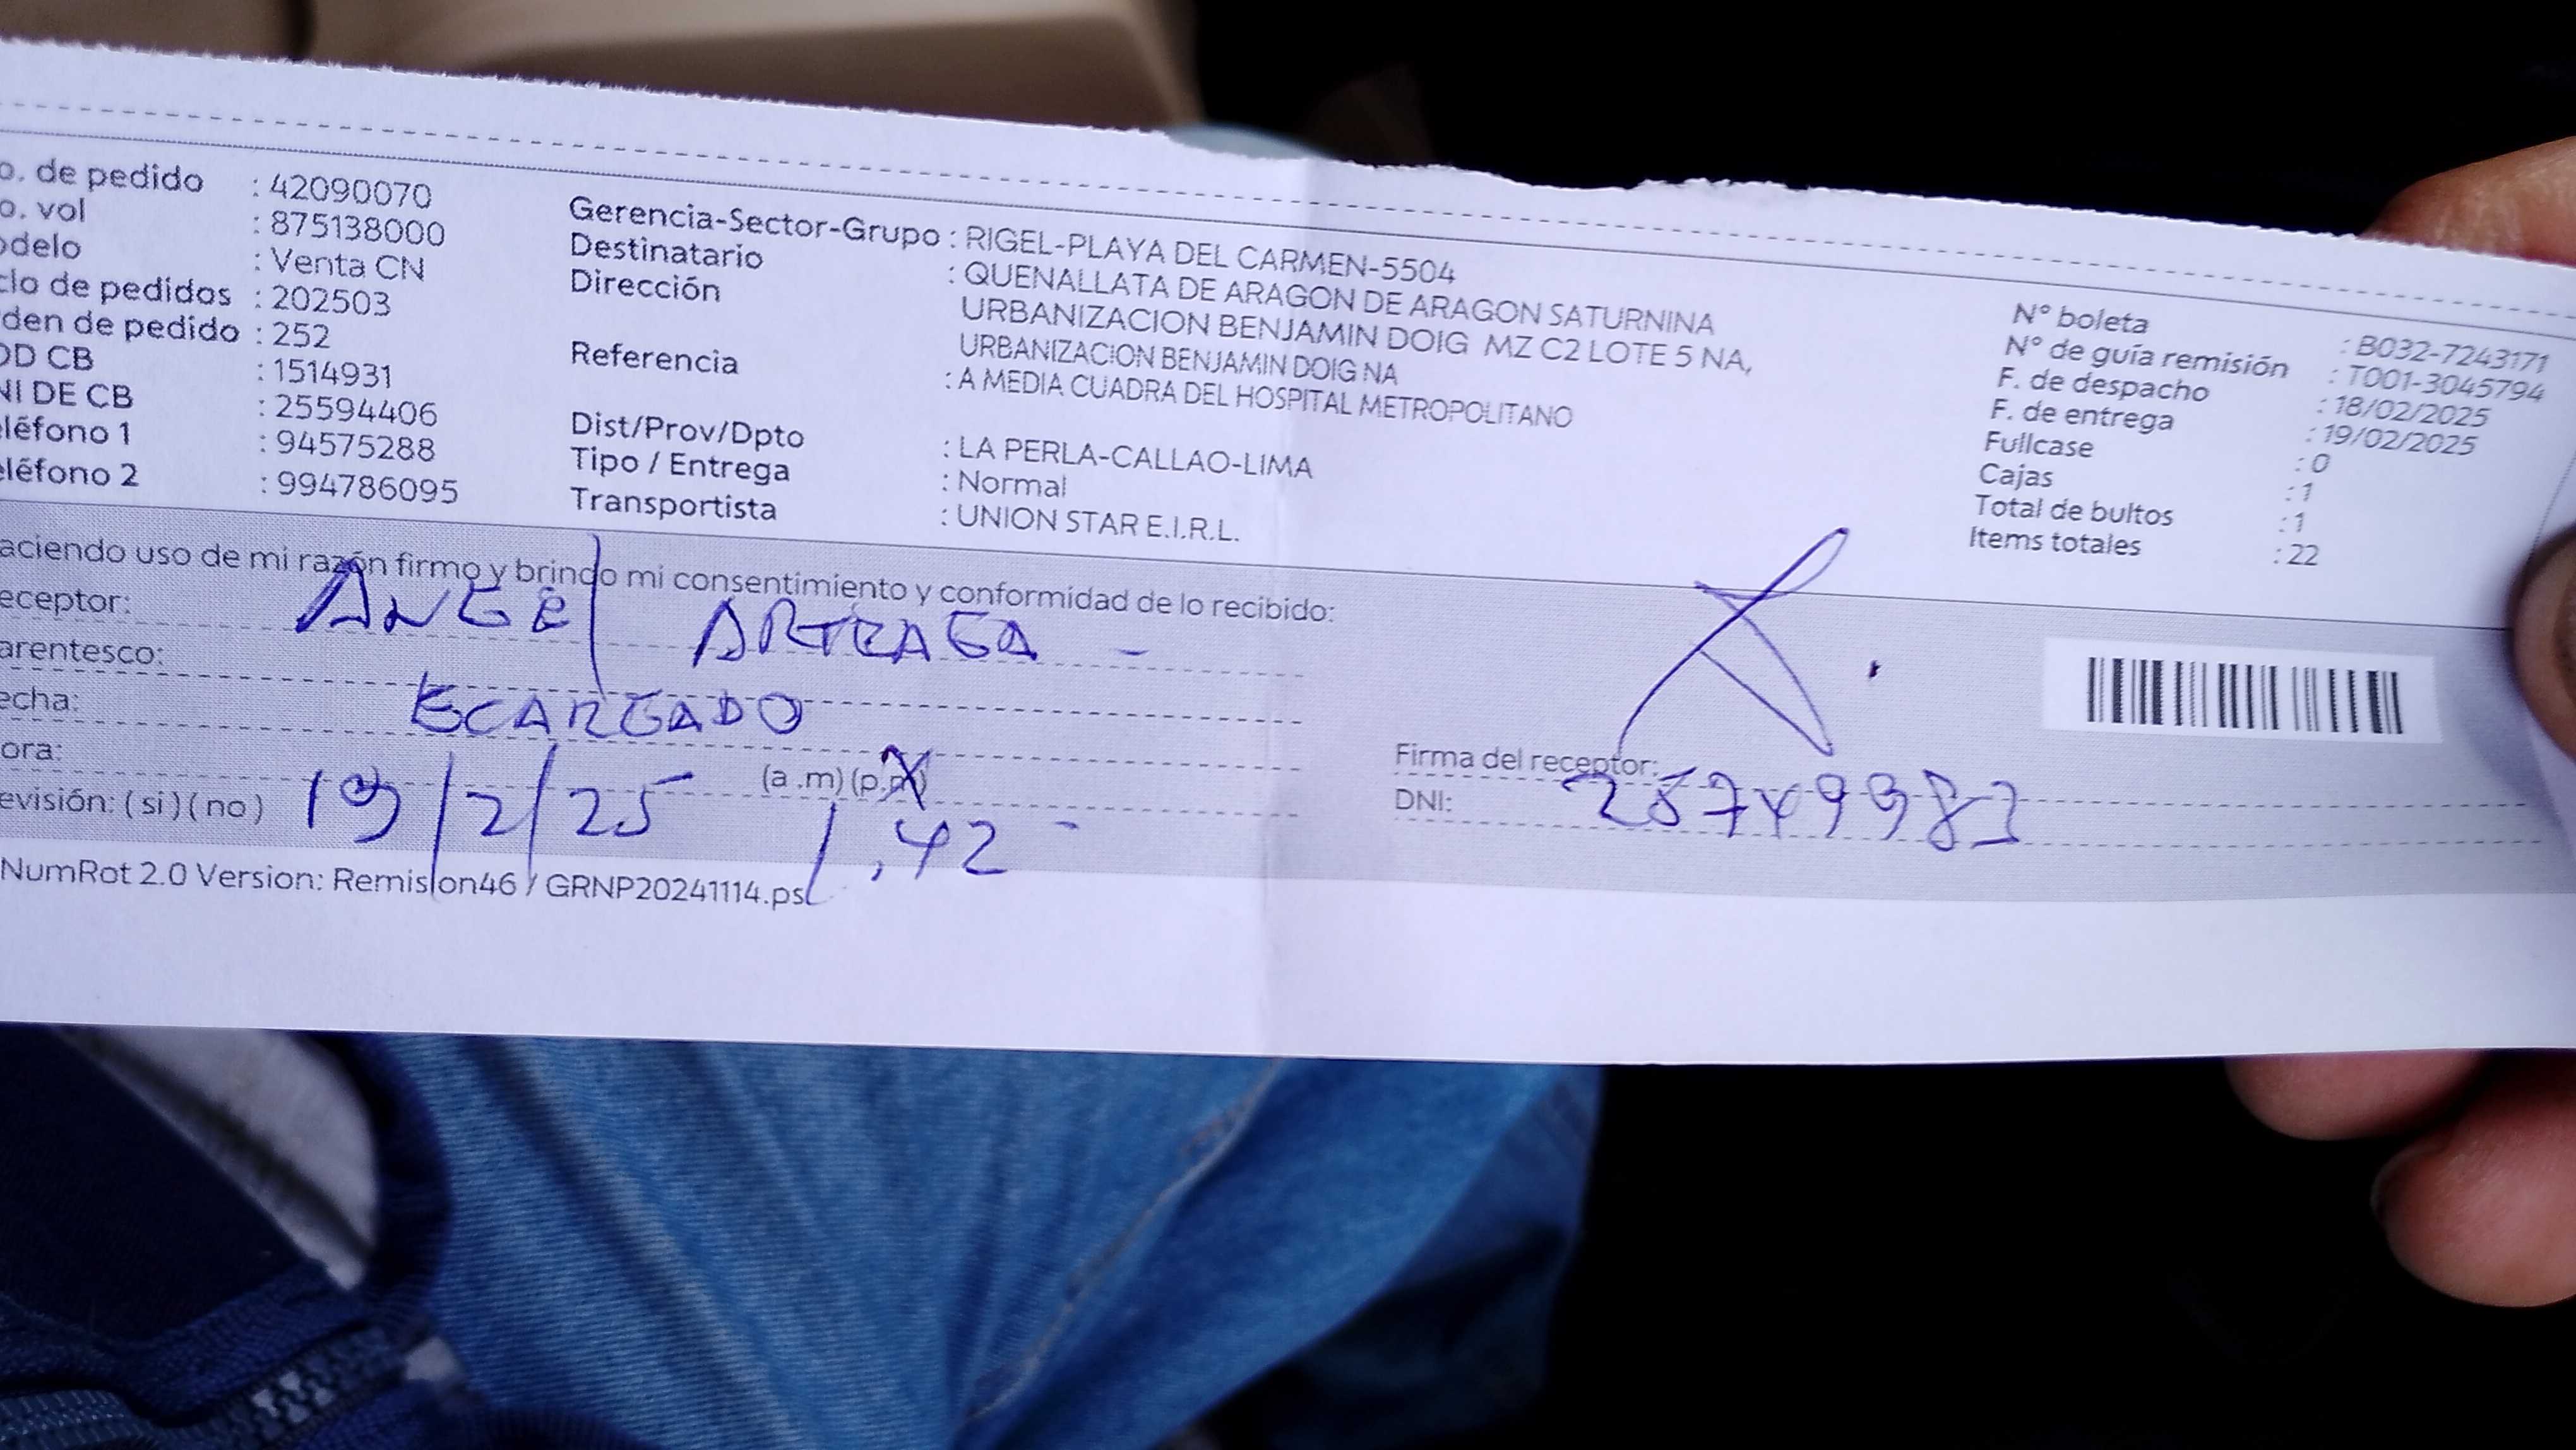 o. de pedido : 42090070
o. vol : 875138000
odelo : Venta CN
clo de pedidos : 202503
den de pedido : 252
OD CB : 1514931
NI DE CB : 25594406
eléfono 1 : 94575288
eléfono 2 : 994786095
Gerencia-Sector-Grupo : RIGEL-PLAYA DEL CARMEN-5504
Destinatario : QUENALLATA DE ARAGON DE ARAGON SATURNINA
Dirección URBANIZACION BENJAMIN DOIG MZ C2 LOTE 5 NA,
URBANIZACION BENJAMIN DOIG NA
Referencia : A MEDIA CUADRA DEL HOSPITAL METROPOLITANO
Dist/Prov/Dpto : LA PERLA-CALLAO-LIMA
Tipo / Entrega : Normal
Transportista : UNION STAR E.I.R.L.
N° boleta : B032-7243171
N° de guía remisión : T001-3045794
F. de despacho : 18/02/2025
F. de entrega : 19/02/2025
Fullcase : 0
Cajas : 1
Total de bultos : 1
Items totales : 22
aciendo uso de mi razón firmo y brindo mi consentimiento y conformidad de lo recibido:
eceptor: ANGEl ARTEAGA -
arentesco:
ECARGADO
echa:
ora: (a .m) (p.m)
evisión: ( si ) ( no ) 19/2/25 1.42 -
Firma del receptor:
DNI: 25749983
NumRot 2.0 Version: Remision46 / GRNP20241114.ps